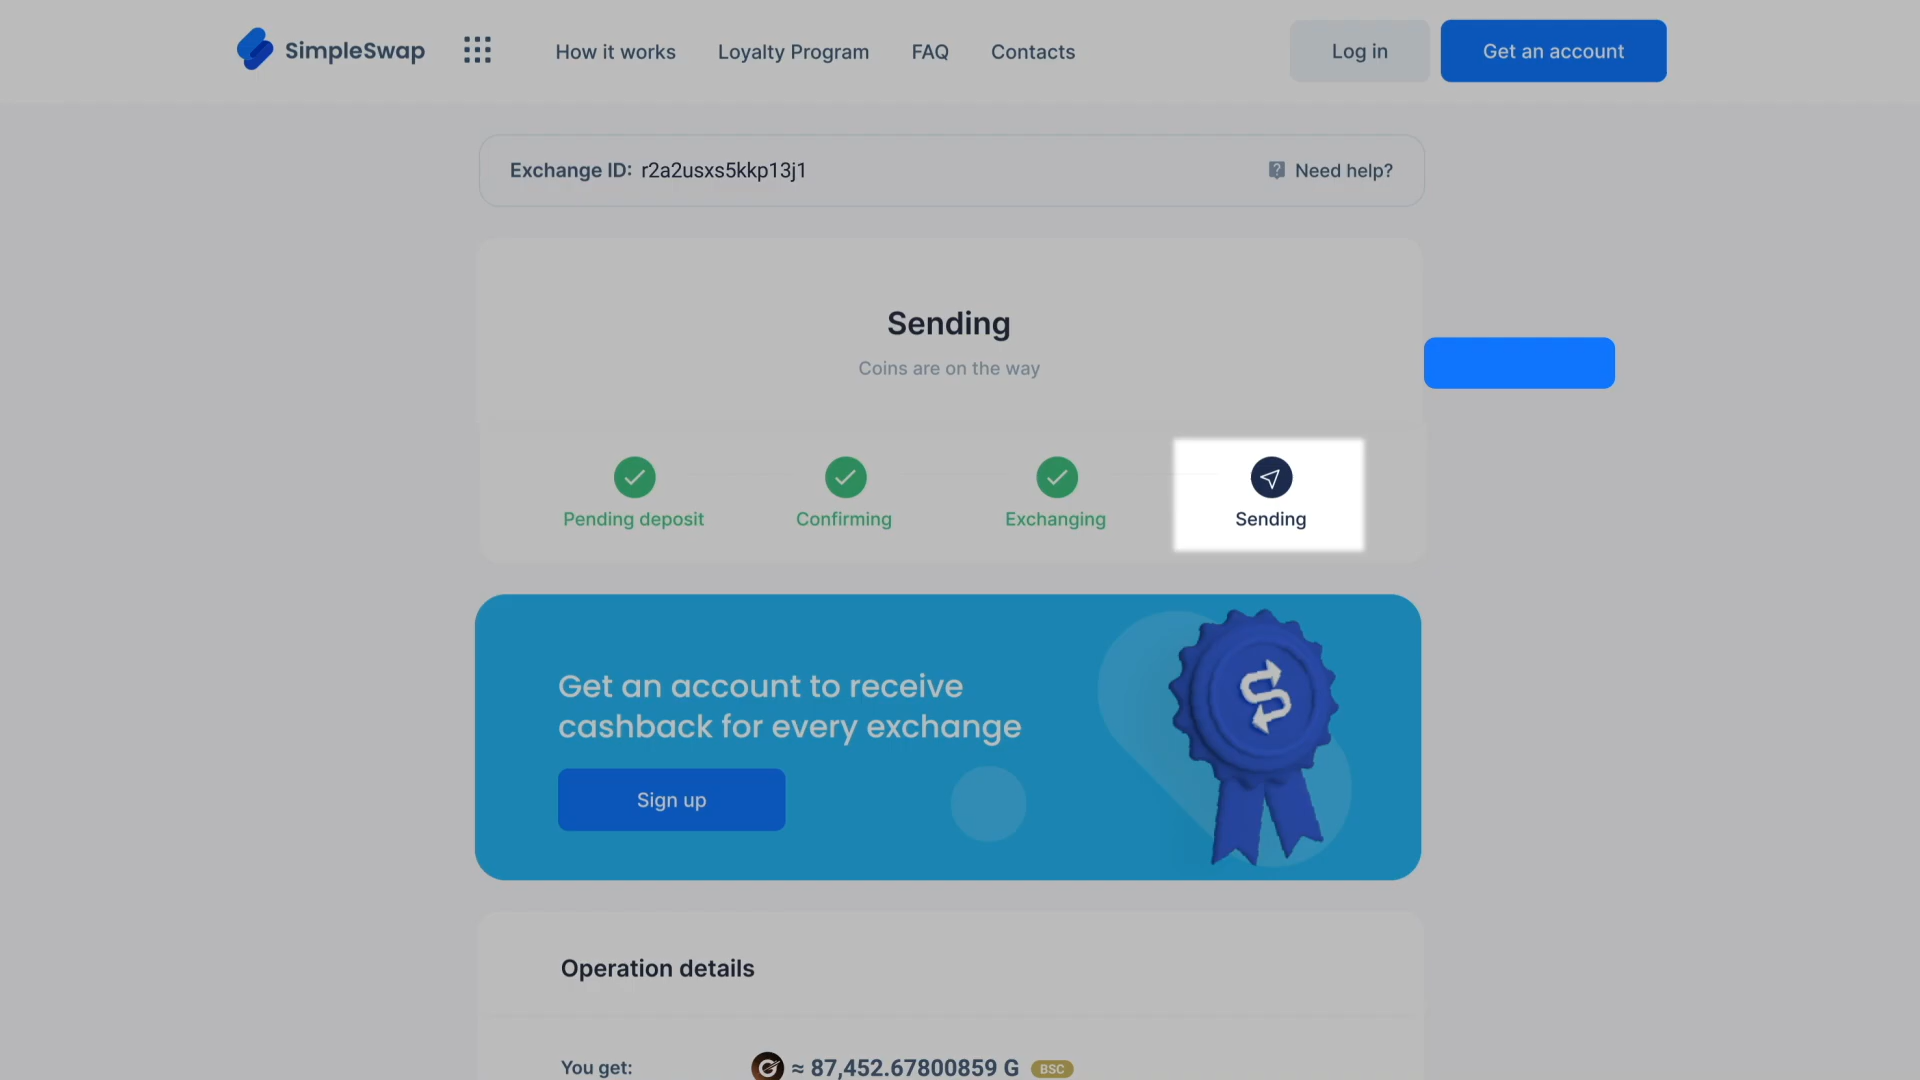 SimpleSwap
How it works
Loyalty Program
FAQ
Contacts
Log in
Get an account
Exchange ID: r2a2usxs5kkp13j1
Need help?
Sending
Coins are on the way
Pending deposit
Confirming
Exchanging
Sending
Get an account to receive
cashback for every exchange
Sign up
Operation details
You get:
≈ 87,452.67800859 G
BSC